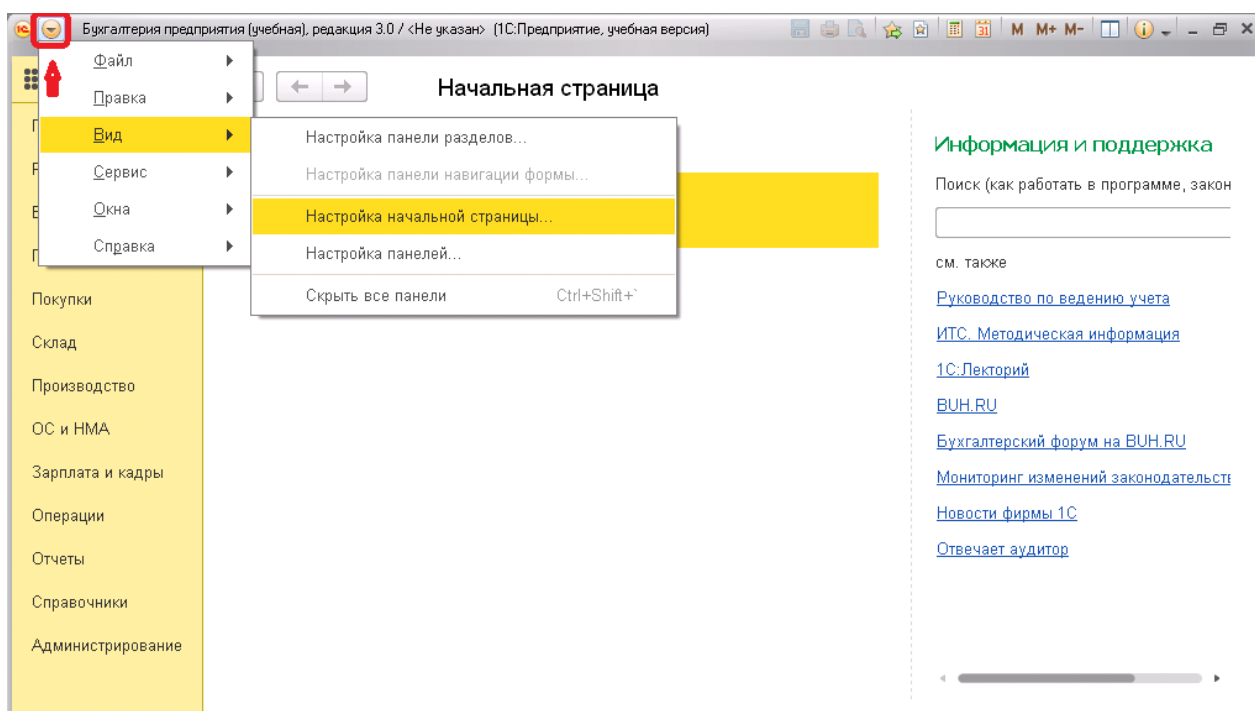 1С Бухгалтерия предприятия (учебная), редакция 3.0 / <Не указан> (1С:Предприятие, учебная версия) 31 M M+ M-
Файл
Начальная страница
Правка
Вид
Настройка панели разделов...
Информация и поддержка
Сервис
Настройка панели навигации формы...
Поиск (как работать в программе, закон
Окна
Настройка начальной страницы...
Справка
Настройка панелей...
см. также
Покупки
Скрыть все панели Ctrl+Shift+`
Руководство по ведению учета
Склад
ИТС. Методическая информация
Производство
1С:Лекторий
BUH.RU
ОС и НМА
Бухгалтерский форум на BUH.RU
Зарплата и кадры
Мониторинг изменений законодательст
Операции
Новости фирмы 1С
Отчеты
Отвечает аудитор
Справочники
Администрирование